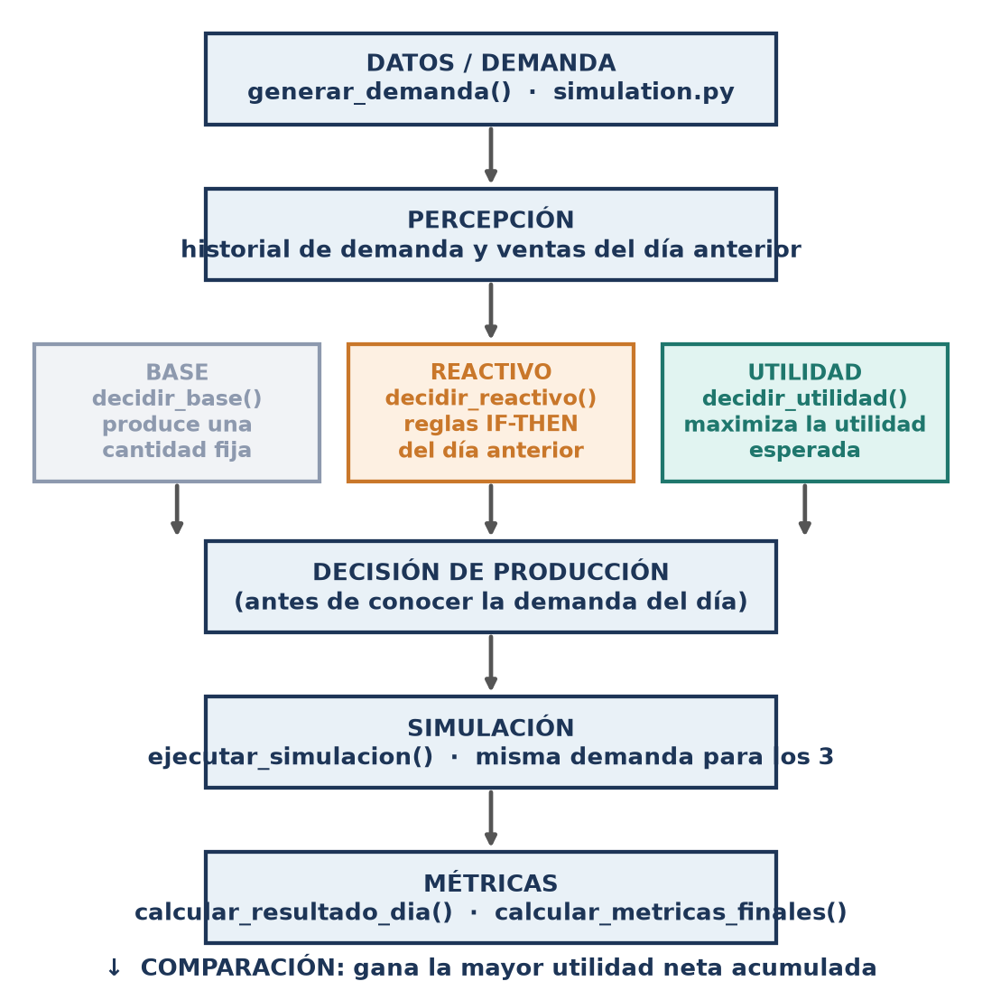 DATOS / DEMANDA
generar_demanda() · simulation.py
PERCEPCIÓN
historial de demanda y ventas del día anterior
BASE
decidir_base()
produce una
cantidad fija
REACTIVO
decidir_reactivo()
reglas IF-THEN
del día anterior
UTILIDAD
decidir_utilidad()
maximiza la utilidad
esperada
DECISIÓN DE PRODUCCIÓN
(antes de conocer la demanda del día)
SIMULACIÓN
ejecutar_simulacion() · misma demanda para los 3
MÉTRICAS
calcular_resultado_dia() · calcular_metricas_finales()
↓ COMPARACIÓN: gana la mayor utilidad neta acumulada